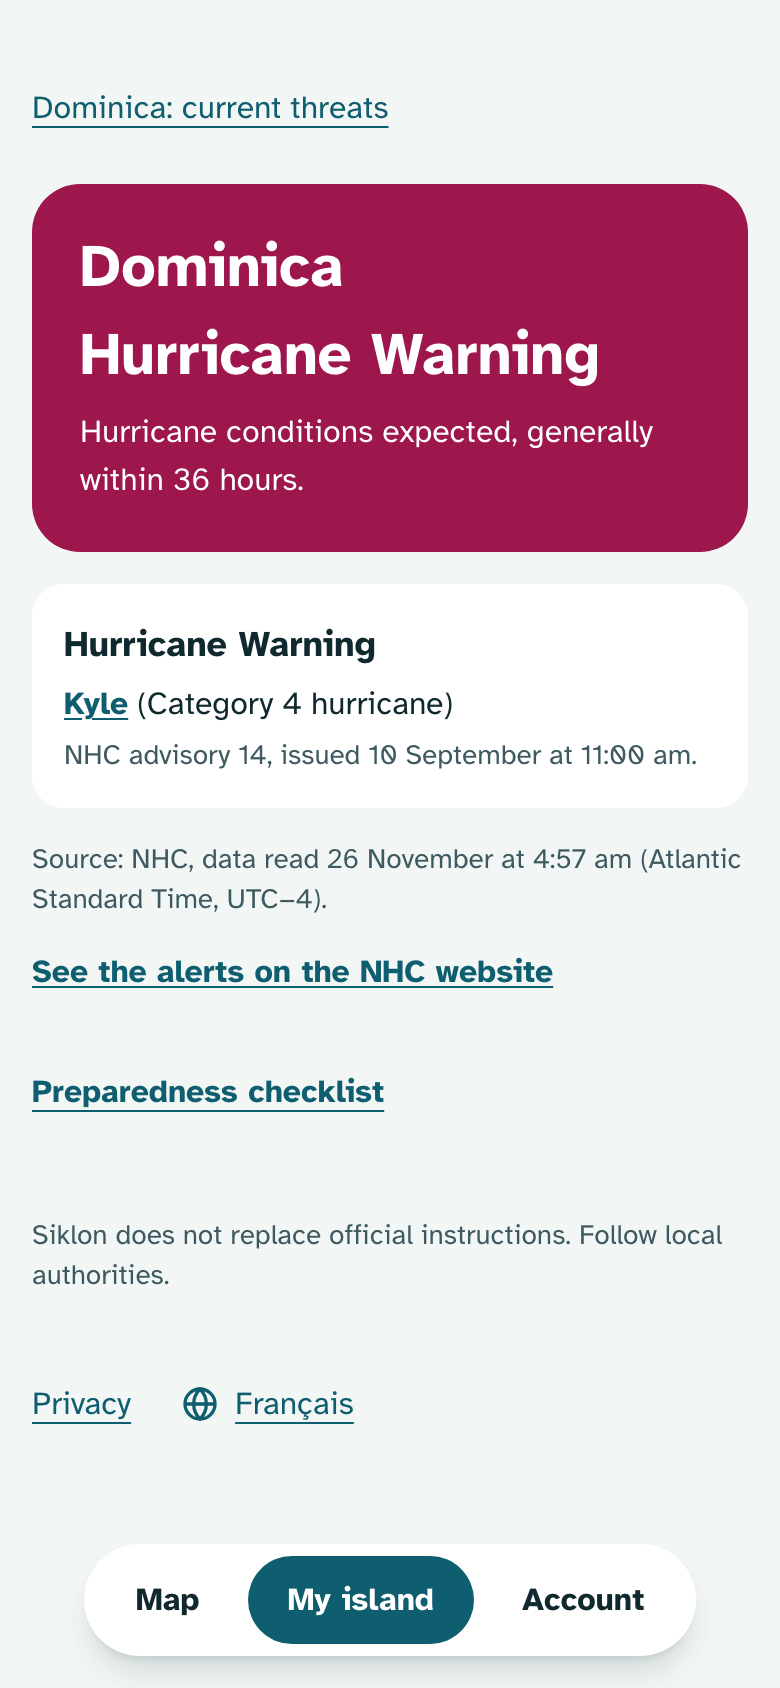 Dominica: current threats
Dominica
Hurricane Warning
Hurricane conditions expected, generally
within 36 hours.
Hurricane Warning
Kyle (Category 4 hurricane)
NHC advisory 14, issued 10 September at 11:00 am.
Source: NHC, data read 26 November at 4:57 am (Atlantic
Standard Time, UTC−4).
See the alerts on the NHC website
Preparedness checklist
Siklon does not replace official instructions. Follow local
authorities.
Privacy Français
Map My island Account